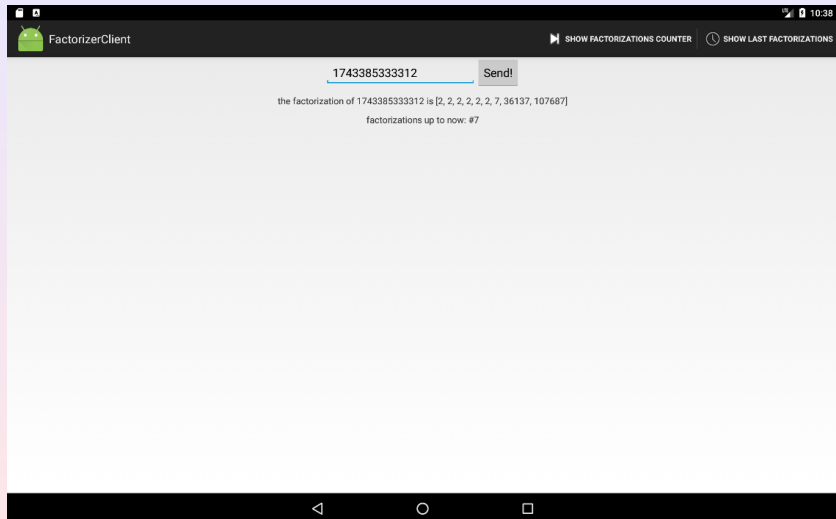 10:38
FactorizerClient
SHOW FACTORIZATIONS COUNTER
SHOW LAST FACTORIZATIONS
1743385333312
Send!
the factorization of 1743385333312 is [2, 2, 2, 2, 2, 2, 7, 36137, 107687]
factorizations up to now: #7